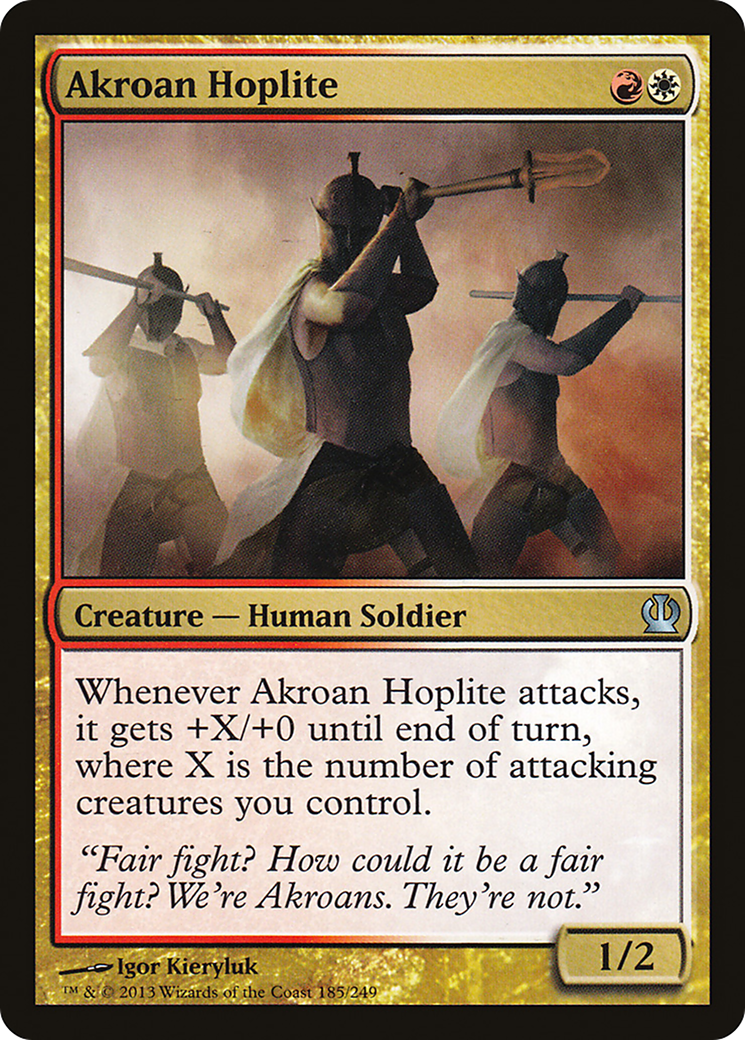 Akroan Hoplite
Creature — Human Soldier
Whenever Akroan Hoplite attacks,
it gets +X/+0 until end of turn,
where X is the number of attacking
creatures you control.
“Fair fight? How could it be a fair
fight? We’re Akroans. They’re not.”
1/2
Igor Kieryluk
™ & © 2013 Wizards of the Coast 185/249